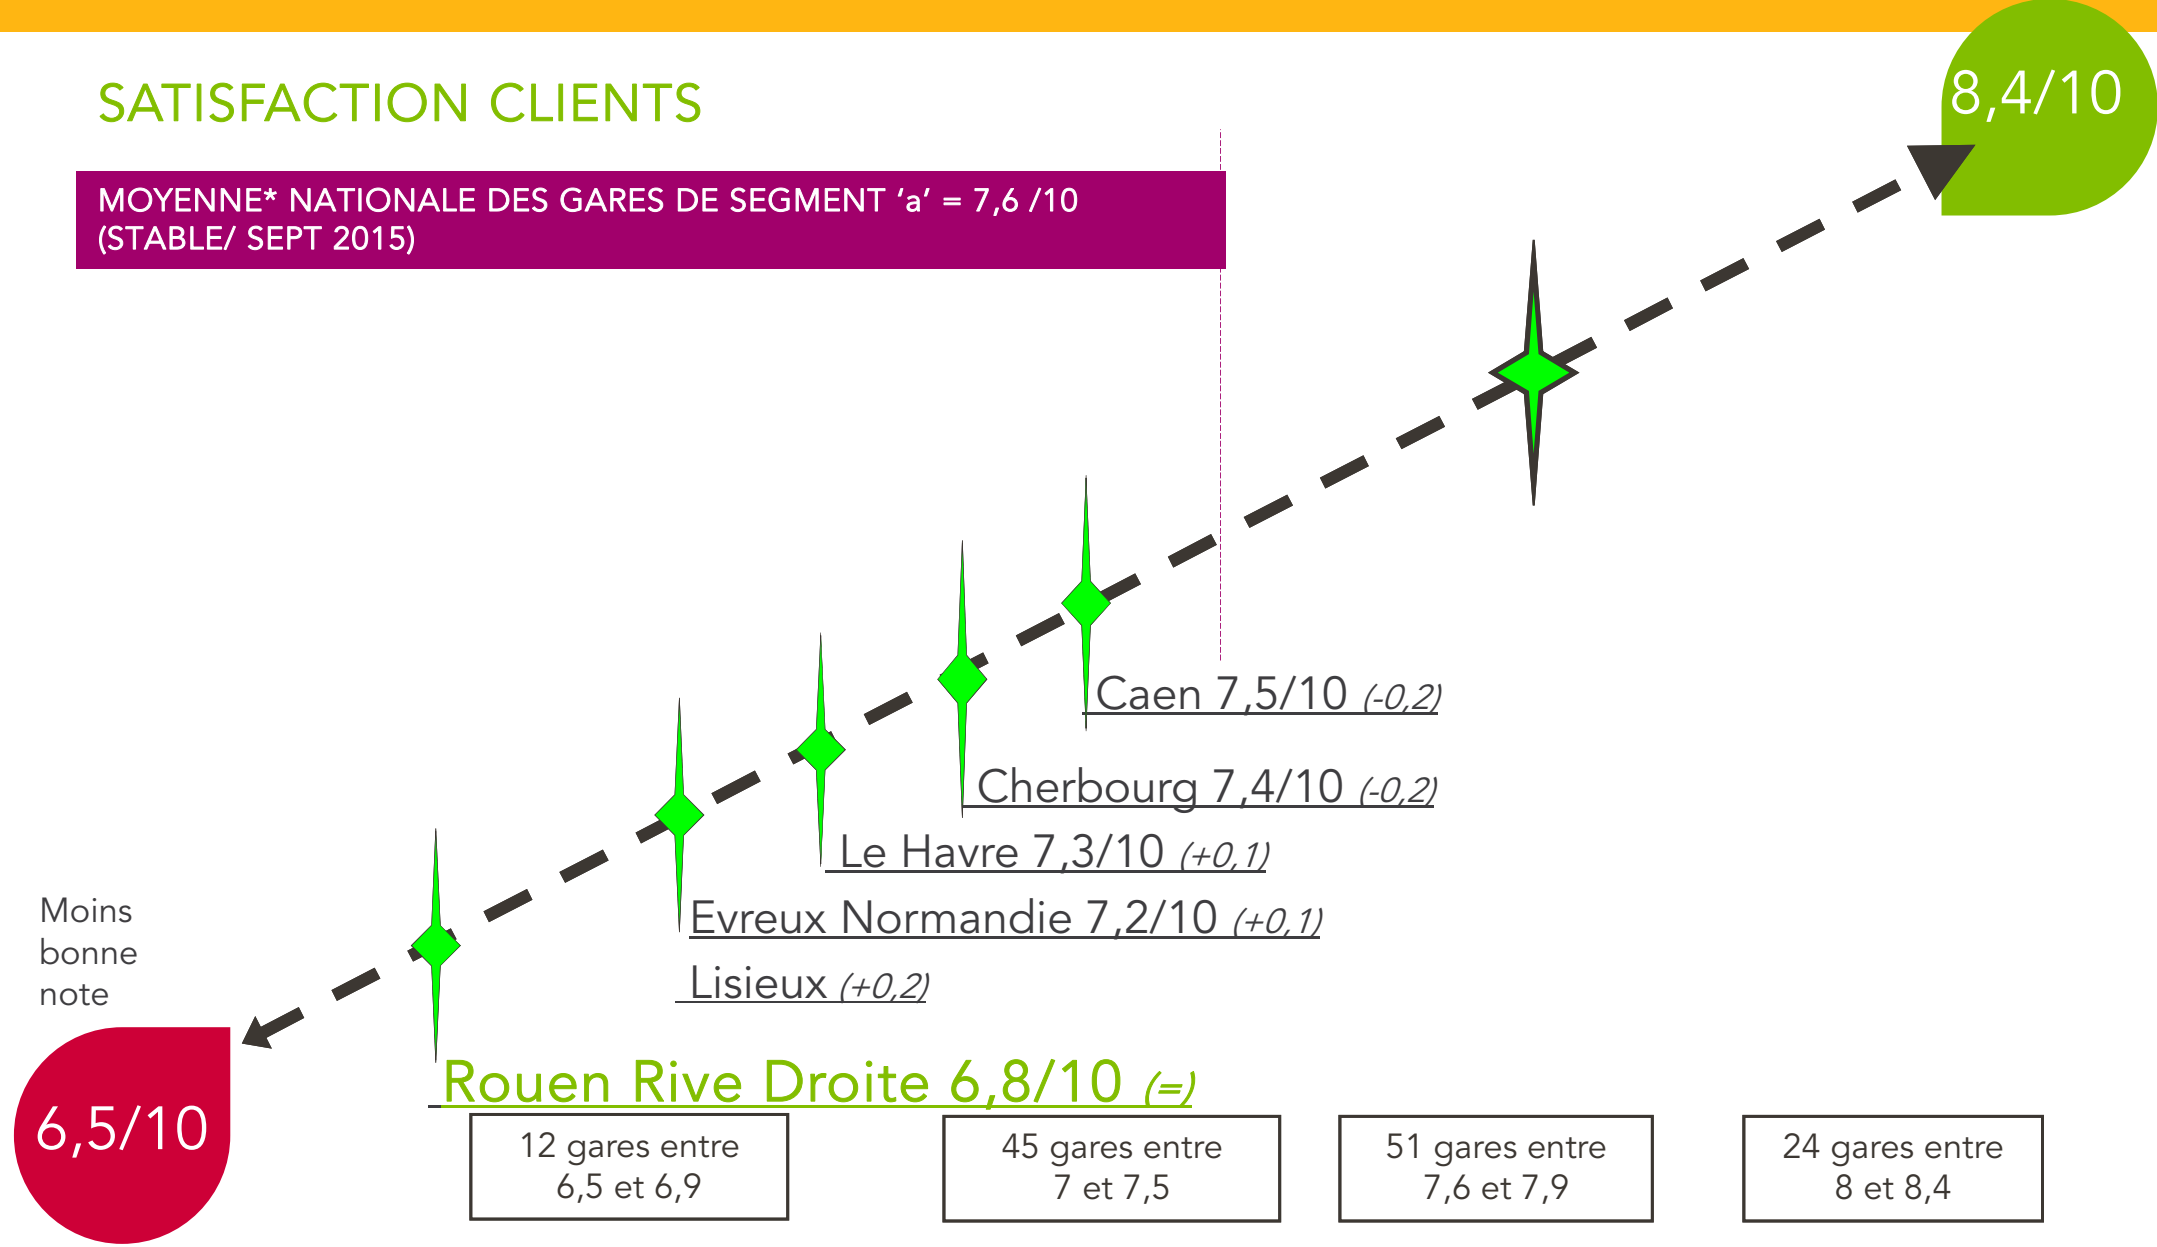 8,4/10
SATISFACTION CLIENTS
MOYENNE* NATIONALE DES GARES DE SEGMENT ‘a’ = 7,6 /10
(STABLE/ SEPT 2015)
Caen 7,5/10 (-0,2)
Cherbourg 7,4/10 (-0,2)
Le Havre 7,3/10 (+0,1)
Evreux Normandie 7,2/10 (+0,1)
Lisieux (+0,2)
Moins
bonne
note
6,5/10
Rouen Rive Droite 6,8/10 (=)
12 gares entre
6,5 et 6,9
45 gares entre
7 et 7,5
51 gares entre
7,6 et 7,9
24 gares entre
8 et 8,4